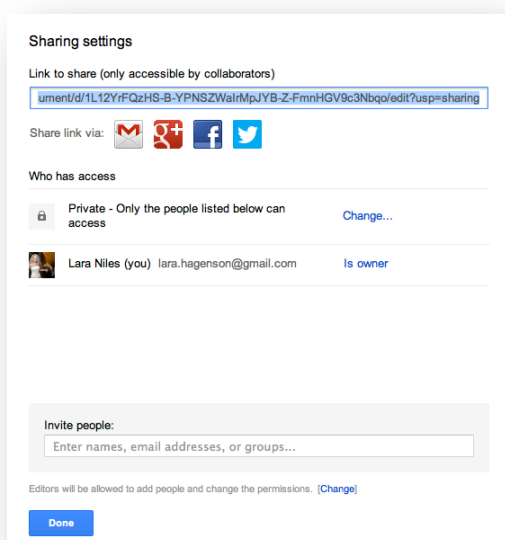 Sharing settings
Link to share (only accessible by collaborators)
ument/d/1L12YrFQzHS-B-YPNSZWaIrMpJYB-Z-FmnHGV9c3Nbqo/edit?usp=sharing
Share link via:
Who has access
Private - Only the people listed below can
access
Change...
Lara Niles (you) lara.hagenson@gmail.com Is owner
Invite people:
Enter names, email addresses, or groups...
Editors will be allowed to add people and change the permissions. [Change]
Done